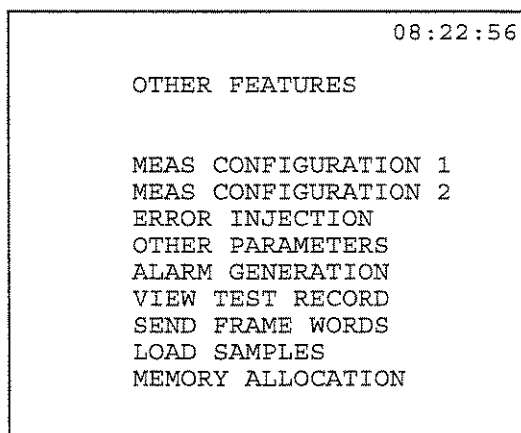 08:22:56
OTHER FEATURES
MEAS CONFIGURATION 1
MEAS CONFIGURATION 2
ERROR INJECTION
OTHER PARAMETERS
ALARM GENERATION
VIEW TEST RECORD
SEND FRAME WORDS
LOAD SAMPLES
MEMORY ALLOCATION